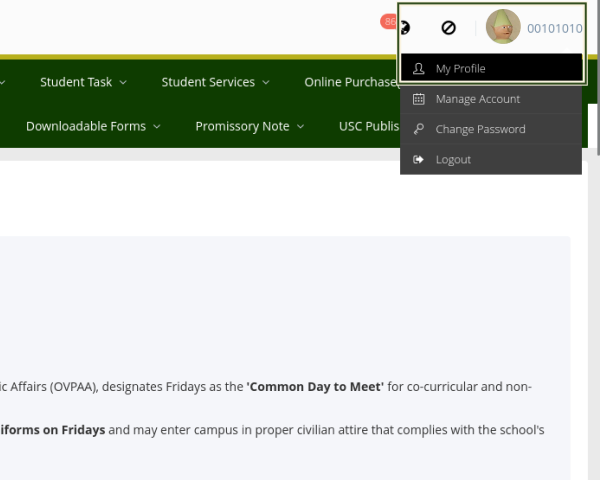 86
00101010
My Profile
Manage Account
Change Password
Logout
Student Task
Student Services
Online Purchase
Downloadable Forms
Promissory Note
USC Publis
ic Affairs (OVPAA), designates Fridays as the 'Common Day to Meet' for co-curricular and non-
iforms on Fridays and may enter campus in proper civilian attire that complies with the school's